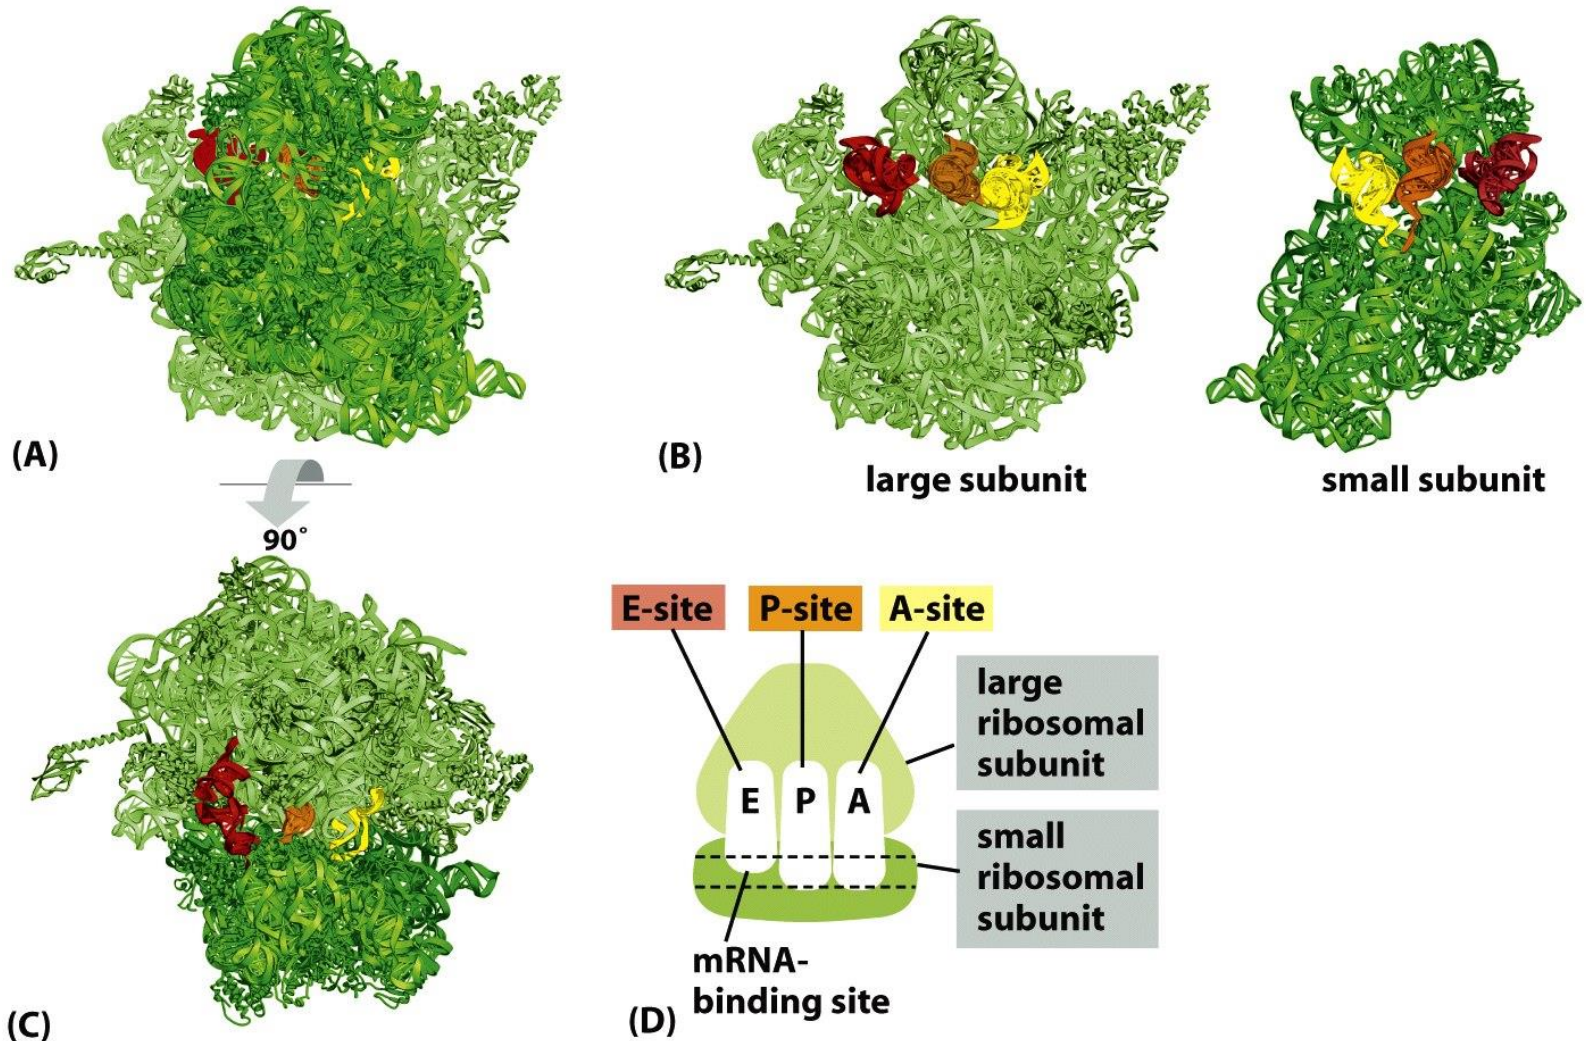 (A)
(B)
large subunit
small subunit
90°
(C)
E-site
P-site
A-site
E
P
A
large
ribosomal
subunit
small
ribosomal
subunit
mRNA-
binding site
(D)